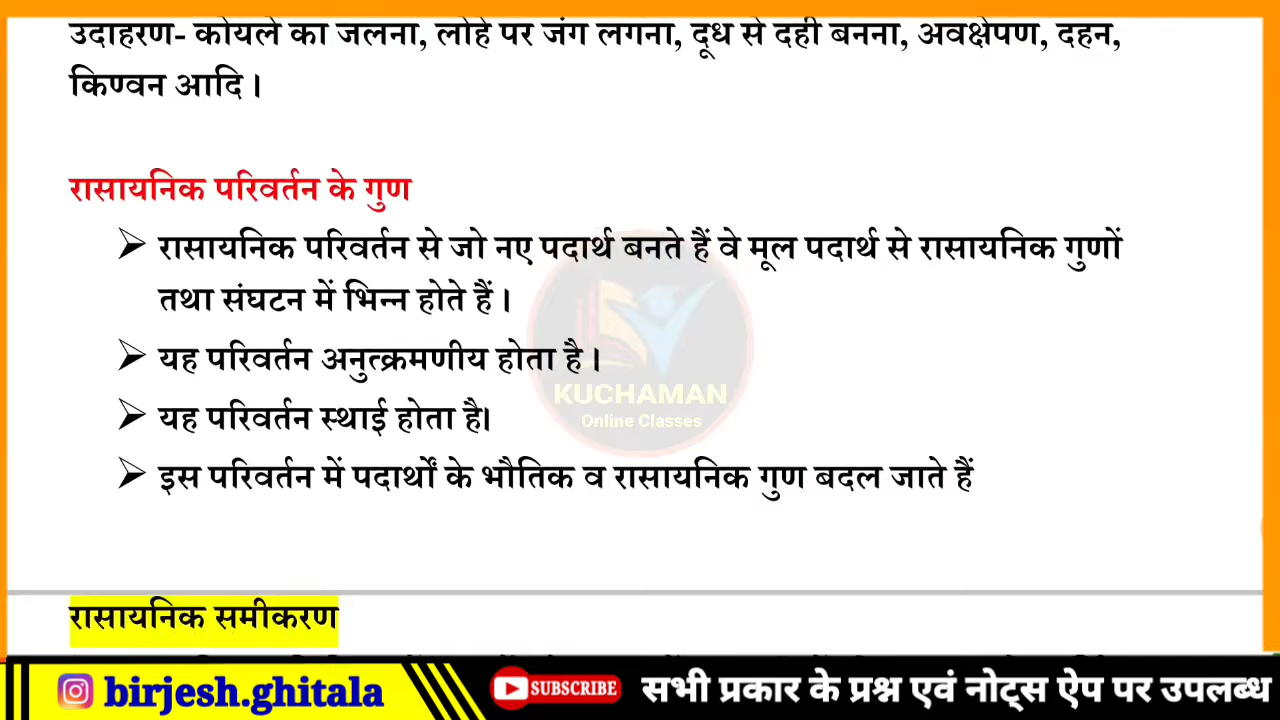 उदाहरण- कोयले का जलना, लोहे पर जंग लगना, दूध से दही बनना, अवक्षेपण, दहन,
किण्वन आदि।
रासायनिक परिवर्तन के गुण
➢ रासायनिक परिवर्तन से जो नए पदार्थ बनते हैं वे मूल पदार्थ से रासायनिक गुणों
तथा संघटन में भिन्न होते हैं।
➢ यह परिवर्तन अनुत्क्रमणीय होता है।
➢ यह परिवर्तन स्थाई होता है।
➢ इस परिवर्तन में पदार्थों के भौतिक व रासायनिक गुण बदल जाते हैं
KUCHAMAN
Online Classes
रासायनिक समीकरण
birjesh.ghitala
SUBSCRIBE
सभी प्रकार के प्रश्न एवं नोट्स ऐप पर उपलब्ध